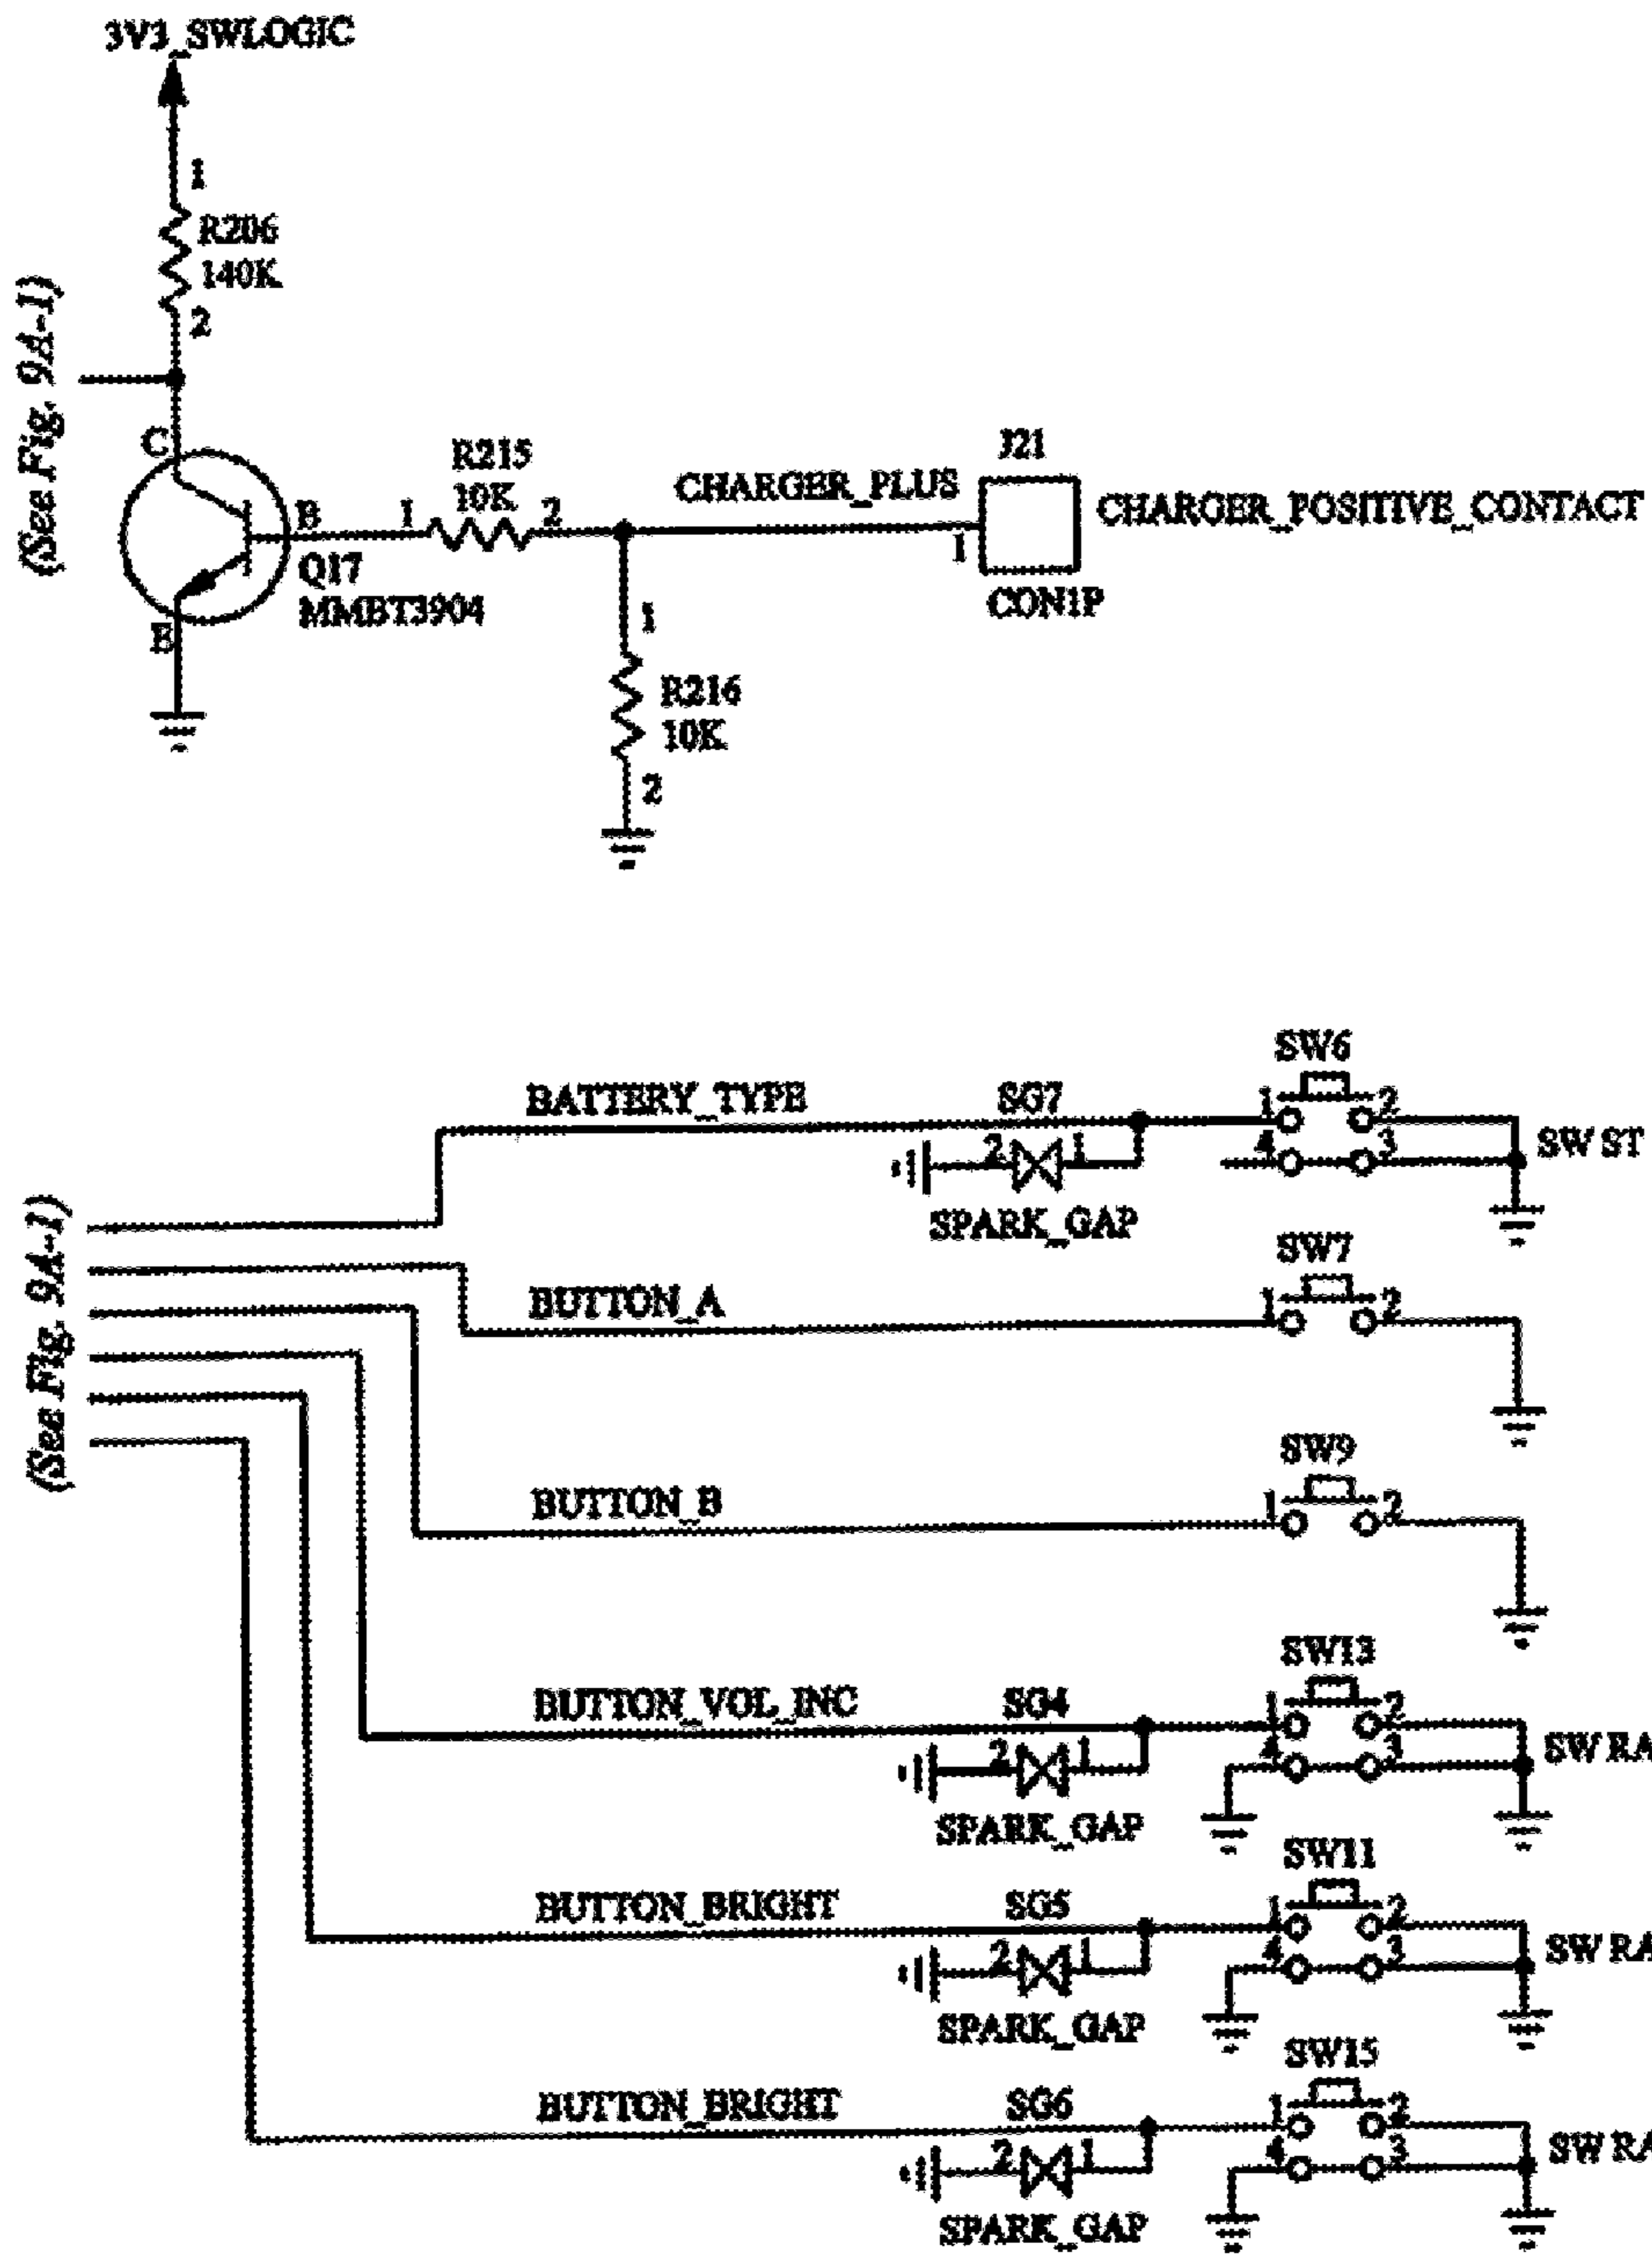 3V3_SWLOGIC
1
R206
140K
2
(See Fig. 9A-1)
C
B
E
Q17
MMBT3904
R215
10K
1
2
CHARGER_PLUS
J21
1
CON1P
CHARGER_POSITIVE_CONTACT
1
R216
10K
2
(See Fig. 9A-1)
BATTERY_TYPE
SG7
2
1
SPARK_GAP
SW6
1
2
4
3
SW ST
BUTTON_A
SW7
1
2
BUTTON_B
SW9
1
2
BUTTON_VOL_INC
SG4
2
1
SPARK_GAP
SW13
1
2
4
3
SW RA
BUTTON_BRIGHT
SG5
2
1
SPARK_GAP
SW11
1
2
4
3
SW RA
BUTTON_BRIGHT
SG6
2
1
SPARK_GAP
SW15
1
2
4
3
SW RA